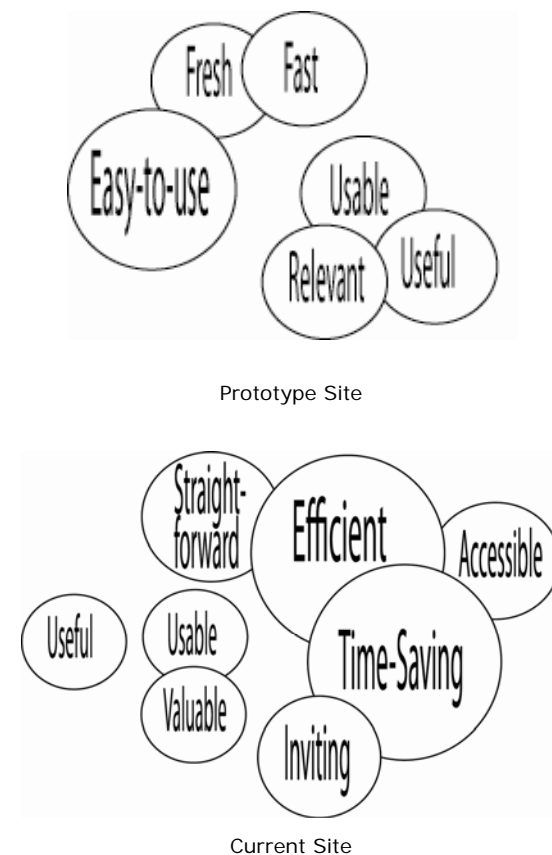 Fresh
Fast
Easy-to-use
Usable
Relevant
Useful
Prototype Site
Straight-
forward
Efficient
Accessible
Useful
Usable
Time-Saving
Valuable
Inviting
Current Site